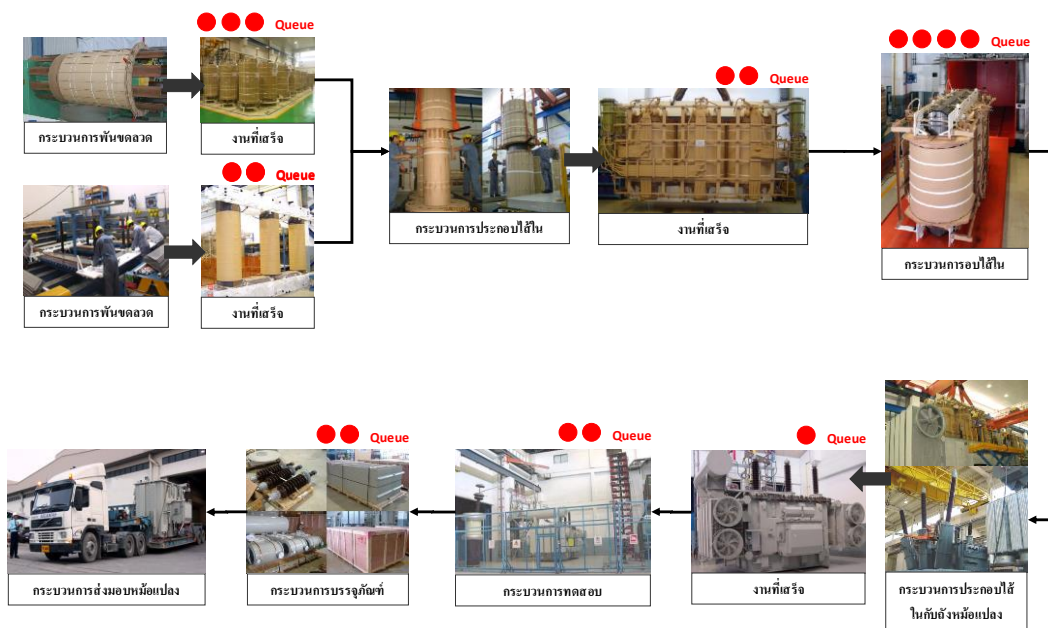 Queue
Queue
กระบวนการพันขดลวด
งานที่เสร็จ
Queue
Queue
กระบวนการประกอบไส้ใน
งานที่เสร็จ
Queue
กระบวนการอบไส้ใน
กระบวนการพันขดลวด
งานที่เสร็จ
Queue
Queue
Queue
กระบวนการส่งมอบหม้อแปลง
กระบวนการบรรจุภัณฑ์
กระบวนการทดสอบ
งานที่เสร็จ
กระบวนการประกอบไส้
ในกับถังหม้อแปลง